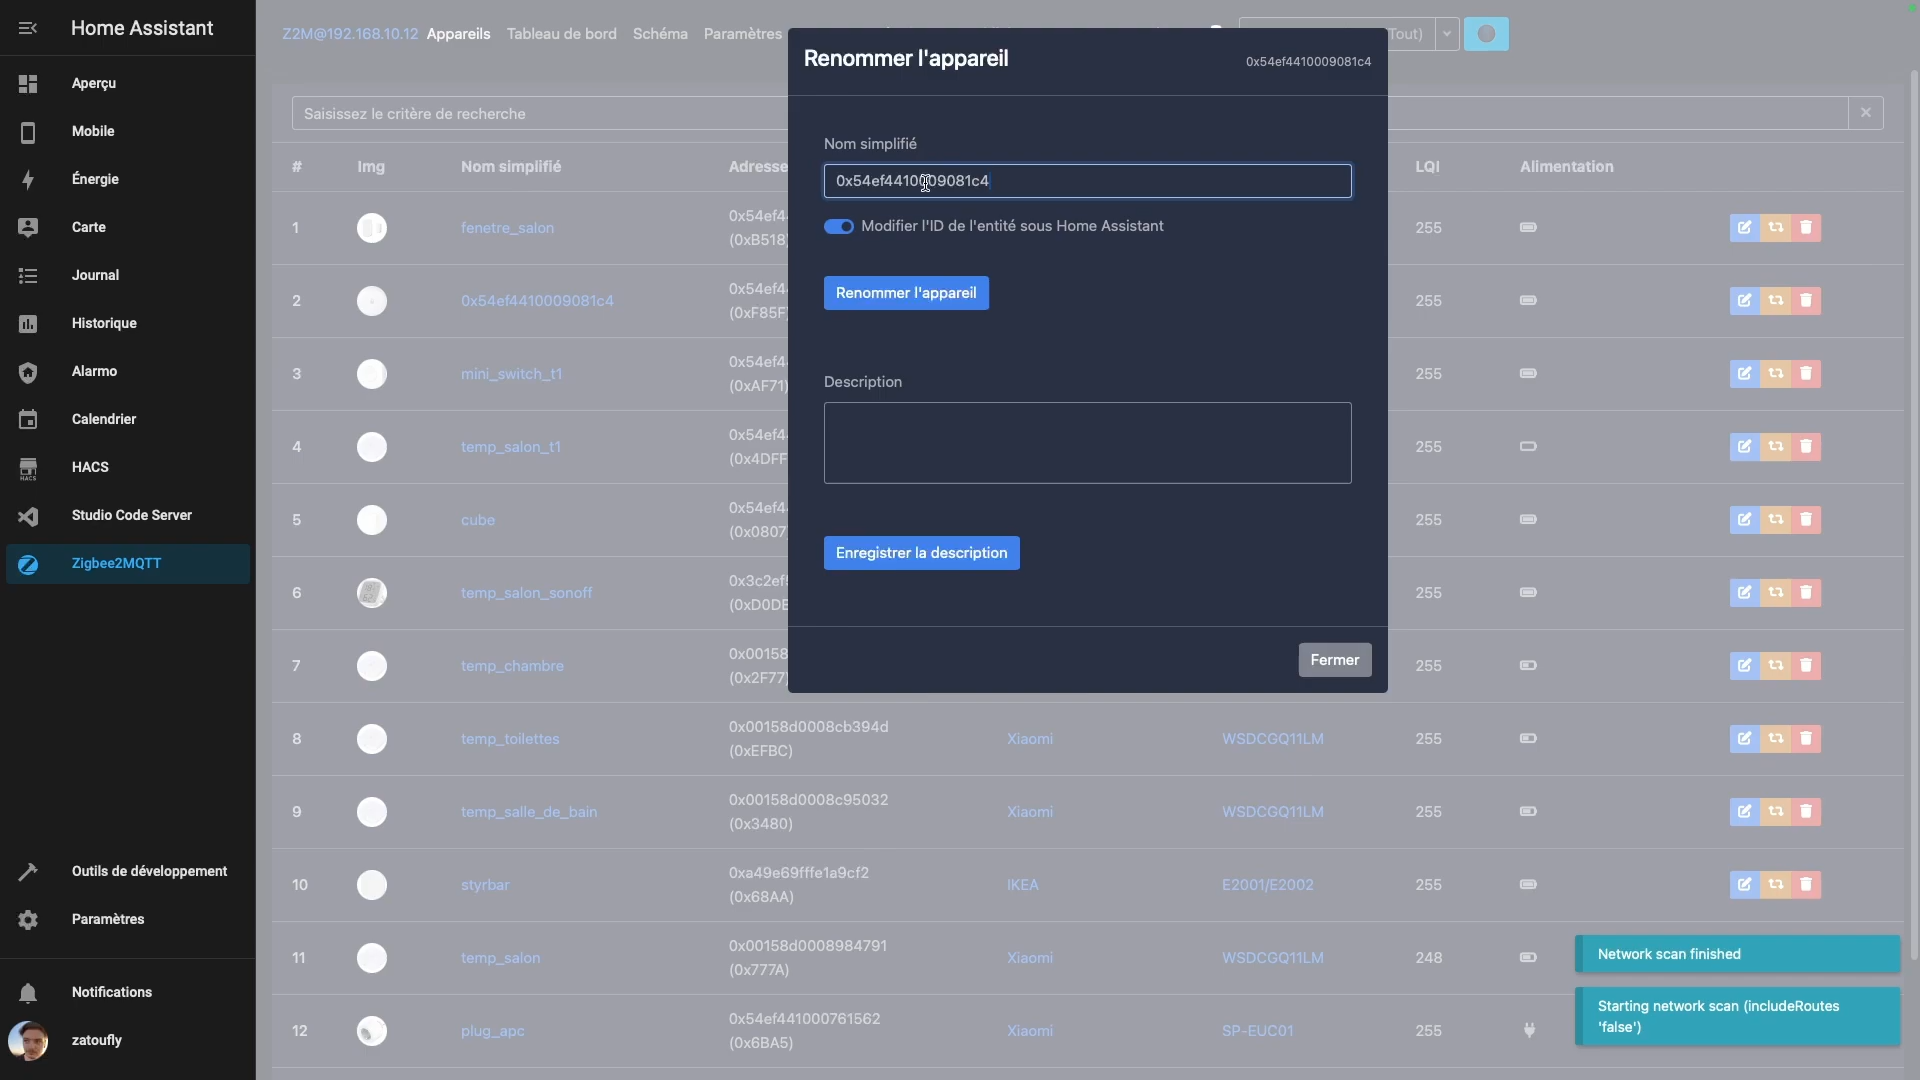 Home Assistant
Aperçu
Mobile
Énergie
Carte
Journal
Historique
Alarmo
Calendrier
HACS
HACS
Studio Code Server
Zigbee2MQTT
Outils de développement
Paramètres
Notifications
zatoufly
Z2M@192.168.10.12 Appareils Tableau de bord Schéma Paramètres
Tout)
Saisissez le critère de recherche
# Img Nom simplifié Adresse LQI Alimentation
1 fenetre_salon 0x54ef4 (0xB518) 255
2 0x54ef4410009081c4 0x54ef4 (0xF85F) 255
3 mini_switch_t1 0x54ef4 (0xAF71) 255
4 temp_salon_t1 0x54ef4 (0x4DFF 255
5 cube 0x54ef4 (0x0807 255
6 temp_salon_sonoff 0x3c2ef (0xD0DE 255
7 temp_chambre 0x00158 (0x2F77) 255
8 temp_toilettes 0x00158d0008cb394d (0xEFBC) Xiaomi WSDCGQ11LM 255
9 temp_salle_de_bain 0x00158d0008c95032 (0x3480) Xiaomi WSDCGQ11LM 255
10 styrbar 0xa49e69fffe1a9cf2 (0x68AA) IKEA E2001/E2002 255
11 temp_salon 0x00158d0008984791 (0x777A) Xiaomi WSDCGQ11LM 248
12 plug_apc 0x54ef441000761562 (0x6BA5) Xiaomi SP-EUC01 255
Renommer l'appareil 0x54ef4410009081c4
Nom simplifié
0x54ef4410009081c4
Modifier l'ID de l'entité sous Home Assistant
Renommer l'appareil
Description
Enregistrer la description
Fermer
Network scan finished
Starting network scan (includeRoutes
'false')